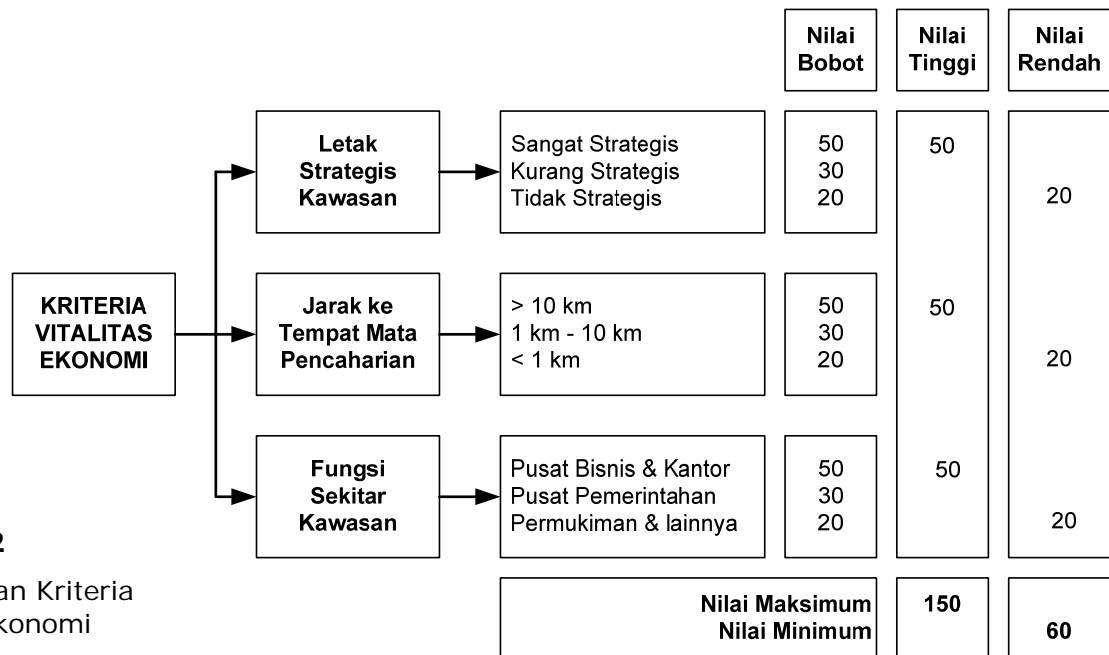 Nilai
Bobot
Nilai
Tinggi
Nilai
Rendah
KRITERIA
VITALITAS
EKONOMI
Letak
Strategis
Kawasan
Sangat Strategis
Kurang Strategis
Tidak Strategis
50
30
20
50
20
Jarak ke
Tempat Mata
Pencaharian
> 10 km
1 km - 10 km
< 1 km
50
30
20
50
20
Fungsi
Sekitar
Kawasan
Pusat Bisnis & Kantor
Pusat Pemerintahan
Permukiman & lainnya
50
30
20
50
20
Nilai Maksimum 150
Nilai Minimum 60
2
an Kriteria
konomi